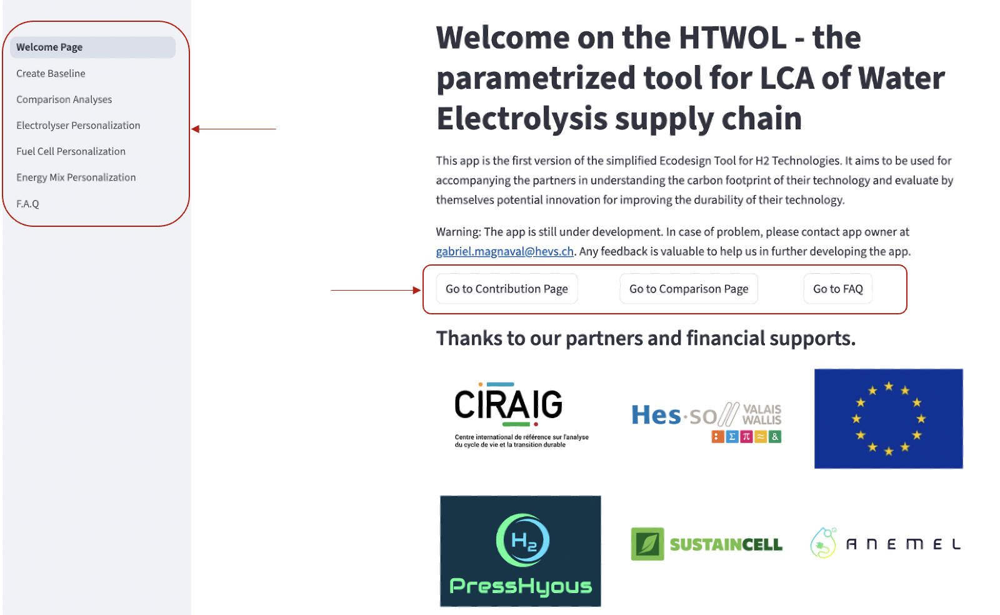 Welcome Page
Create Baseline
Comparison Analyses
Electrolyser Personalization
Fuel Cell Personalization
Energy Mix Personalization
F.A.Q
Welcome on the HTWOL - the
parametrized tool for LCA of Water
Electrolysis supply chain
This app is the first version of the simplified Ecodesign Tool for H2 Technologies. It aims to be used for
accompanying the partners in understanding the carbon footprint of their technology and evaluate by
themselves potential innovation for improving the durability of their technology.
Warning: The app is still under development. In case of problem, please contact app owner at
gabriel.magnaval@hevs.ch. Any feedback is valuable to help us in further developing the app.
Go to Contribution Page
Go to Comparison Page
Go to FAQ
Thanks to our partners and financial supports.
CIRAIG
Centre international de référence sur l'analyse
du cycle de vie et la transition durable
Hes·so VALAIS
WALLIS
: Σ π ≈ &
H2
PressHyous
SUSTAINCELL
ANEMEL